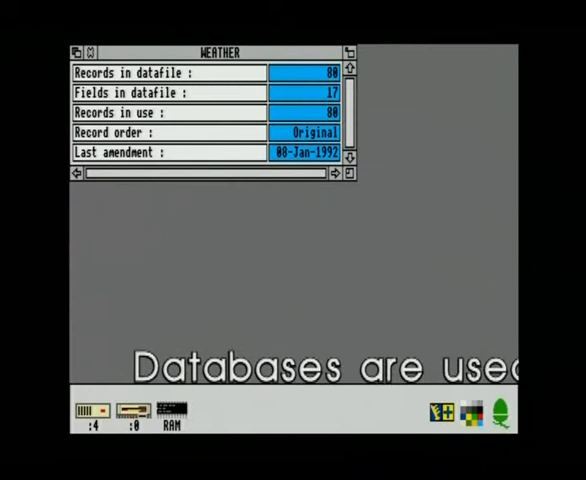 WEATHER
Records in datafile : 80
Fields in datafile : 17
Records in use : 80
Record order : Original
Last amendment : 08-Jan-1992
Databases are used
:4 :0 RAM